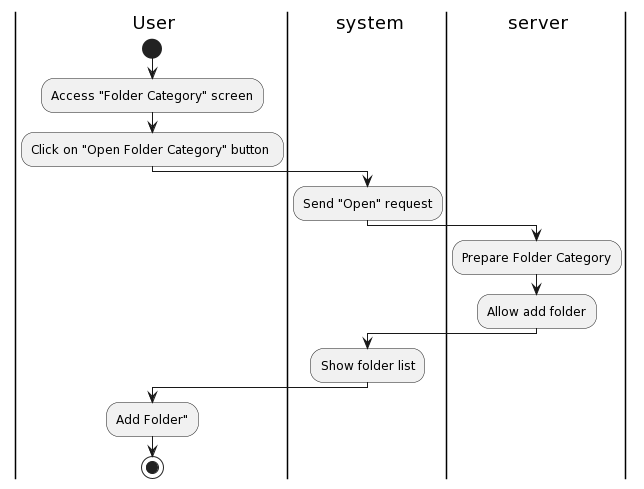 User system server
Access "Folder Category" screen
Click on "Open Folder Category" button
Send "Open" request
Prepare Folder Category
Allow add folder
Show folder list
Add Folder"